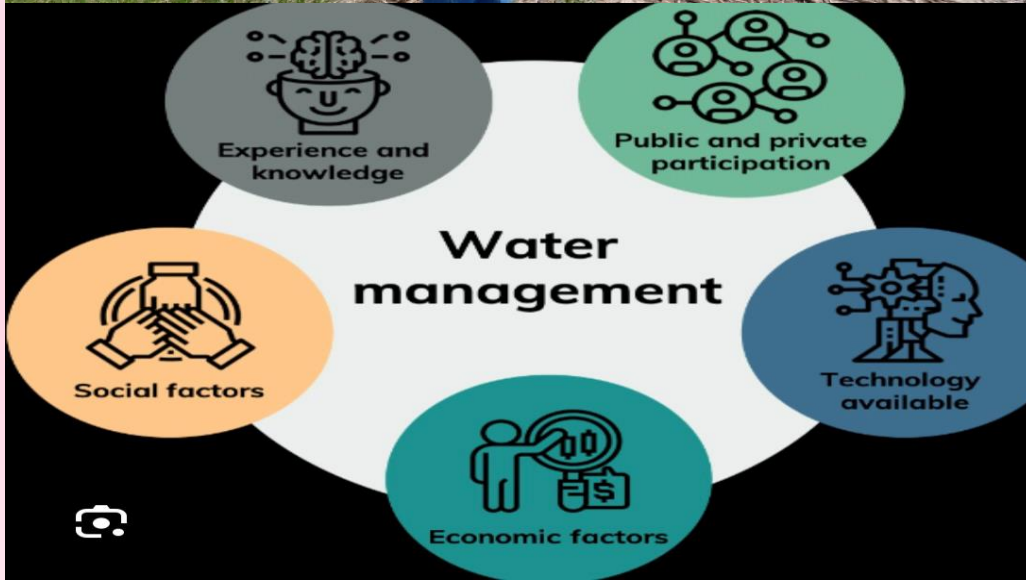 Experience and
knowledge
Public and private
participation
Water
management
Social factors
Technology
available
$
Economic factors